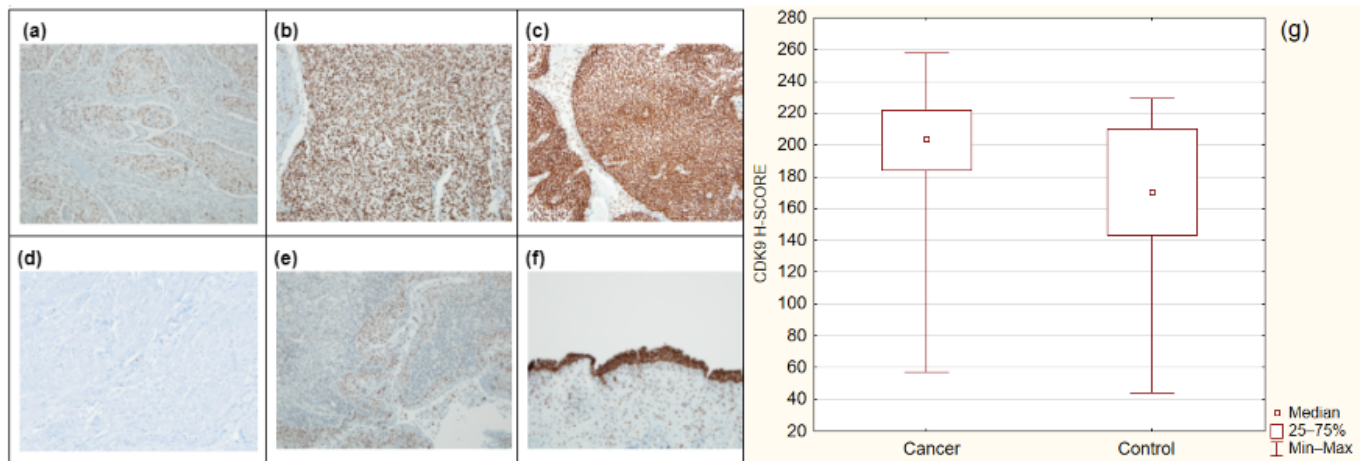 (a)
(b)
(c)
(d)
(e)
(f)
(g)
CDK9 H-SCORE
280
260
240
220
200
180
160
140
120
100
80
60
40
20
Cancer
Control
Median
25–75%
Min–Max